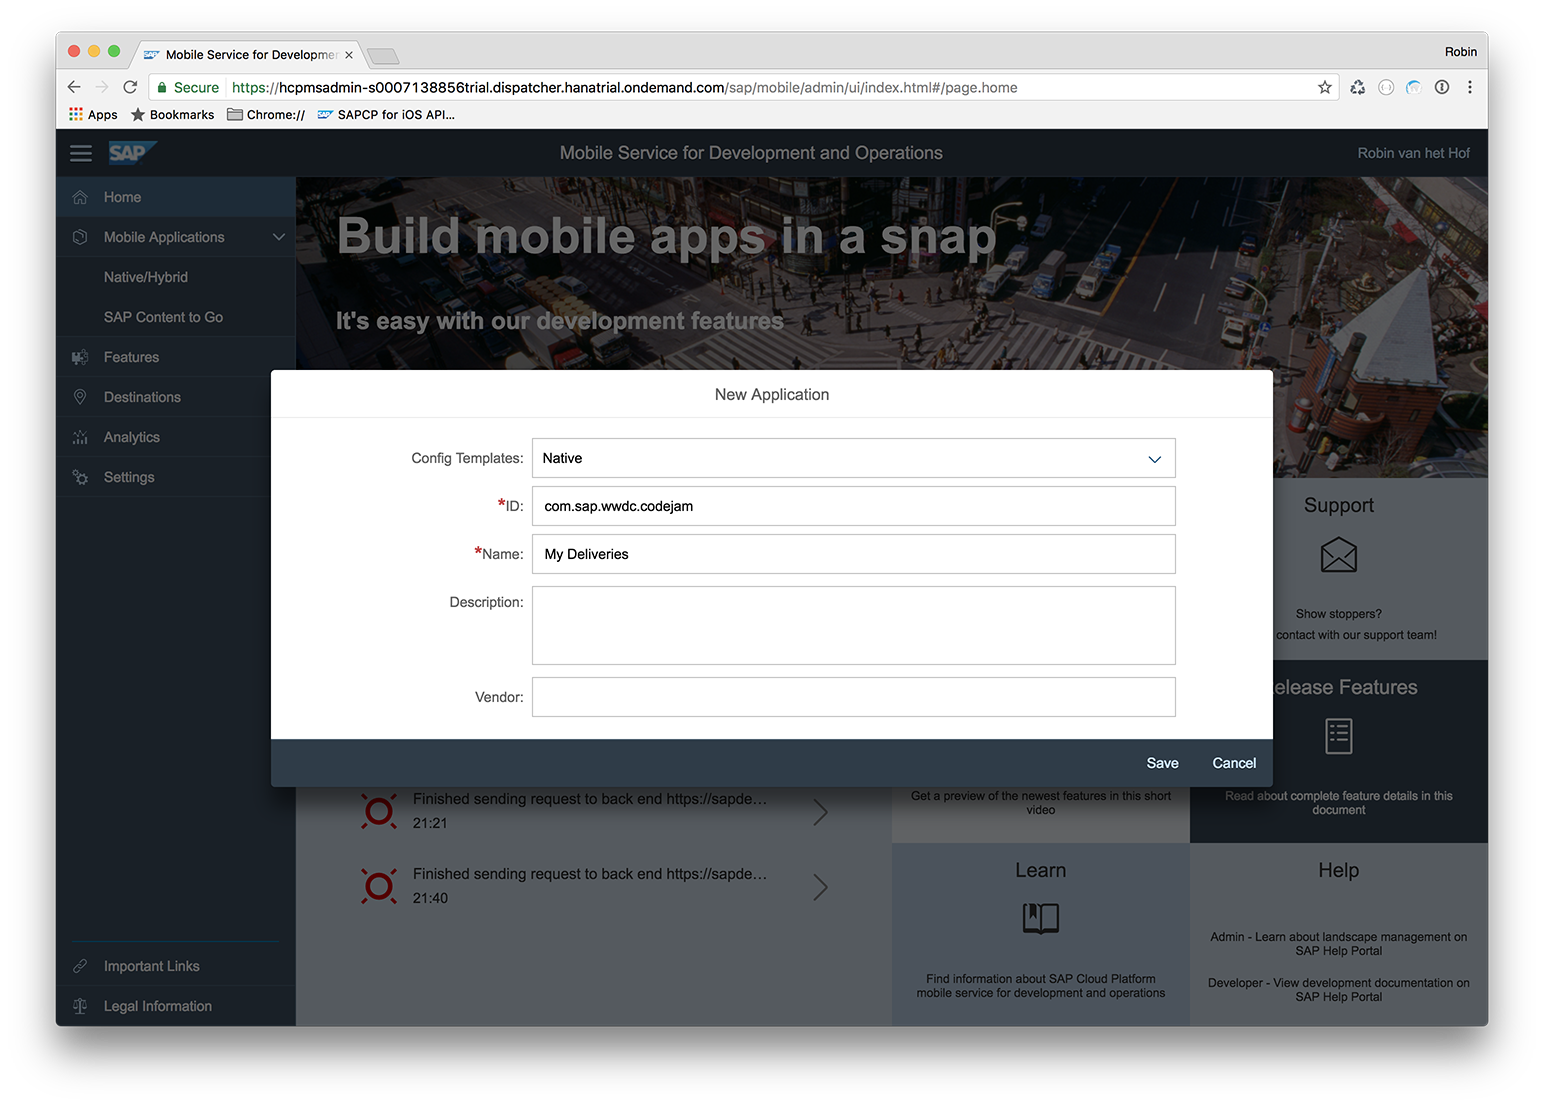 Mobile Service for Developme
Robin
Secure
https://hcpmsadmin-s0007138856trial.dispatcher.hanatrial.ondemand.com/sap/mobile/admin/ui/index.html#/page.home
Apps
Bookmarks
Chrome://
SAPCP for iOS API...
SAP
Mobile Service for Development and Operations
Robin van het Hof
Home
Mobile Applications
Native/Hybrid
SAP Content to Go
Features
Destinations
Analytics
Settings
Important Links
Legal Information
Build mobile apps in a snap
It's easy with our development features
New Application
Config Templates: Native
*ID: com.sap.wwdc.codejam
*Name: My Deliveries
Description:
Vendor:
Save Cancel
Support
Show stoppers?
contact with our support team!
elease Features
Read about complete feature details in this
document
Get a preview of the newest features in this short
video
Finished sending request to back end https://sapde...
21:21
Finished sending request to back end https://sapde...
21:40
Learn
Find information about SAP Cloud Platform
mobile service for development and operations
Help
Admin - Learn about landscape management on
SAP Help Portal
Developer - View development documentation on
SAP Help Portal